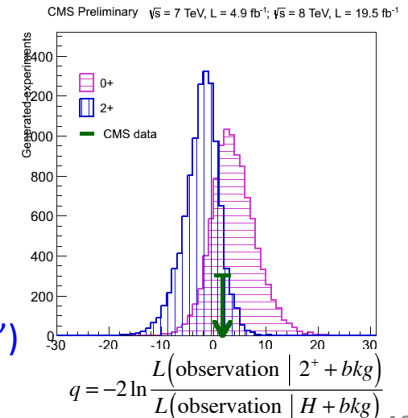 CMS Preliminary √s = 7 TeV, L = 4.9 fb⁻¹; √s = 8 TeV, L = 19.5 fb⁻¹
Generated experiments
1400
1200
1000
800
600
400
200
0
0+
2+
CMS data
-30 -20 -10 0 10 20 30
")
q = −2 ln L(observation | 2⁺ + bkg) / L(observation | H + bkg)